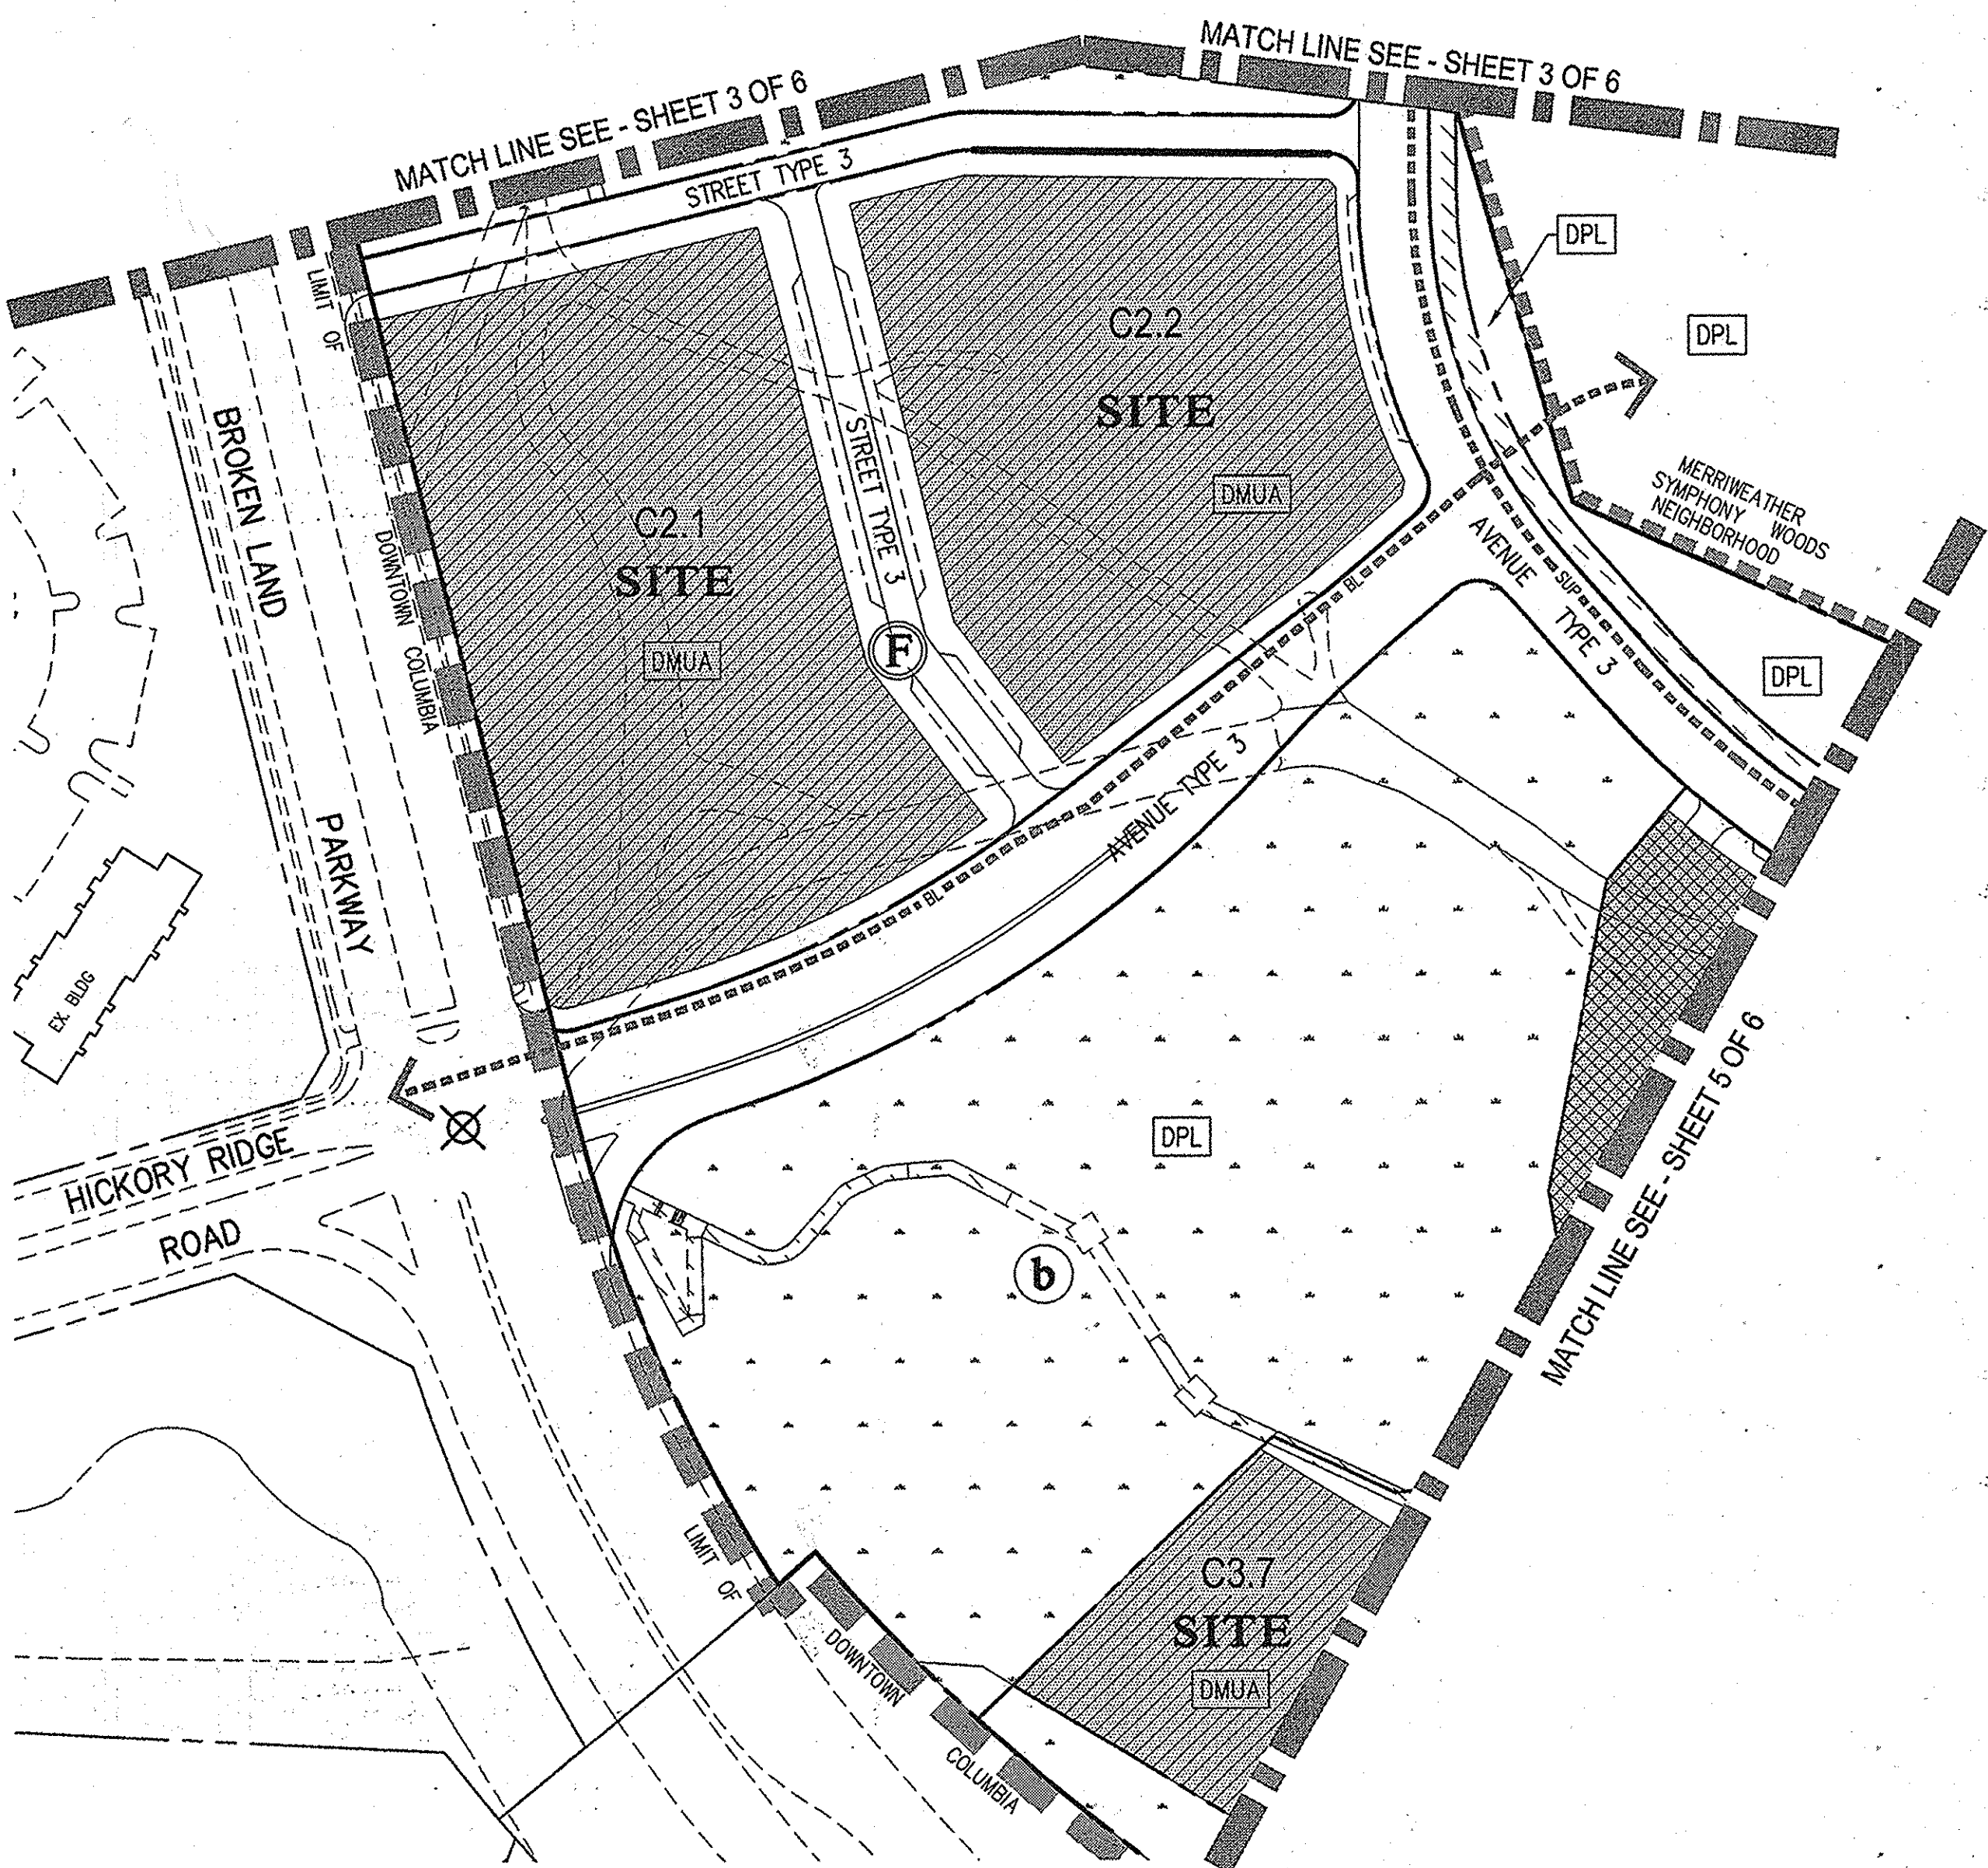 MATCH LINE SEE - SHEET 3 OF 6
MATCH LINE SEE - SHEET 3 OF 6
STREET TYPE 3
DPL
DPL
LIMIT OF
DOWNTOWN COLUMBIA
BROKEN LAND
PARKWAY
C2.2
SITE
DMUA
C2.1
SITE
DMUA
STREET TYPE 3
F
MERRIWEATHER
SYMPHONY WOODS
NEIGHBORHOOD
AVENUE TYPE 3
SUP
BL
DPL
AVENUE TYPE 3
BL
EX. BLDG
HICKORY RIDGE
ROAD
DPL
b
MATCH LINE SEE - SHEET 5 OF 6
LIMIT OF
DOWNTOWN
COLUMBIA
C3.7
SITE
DMUA